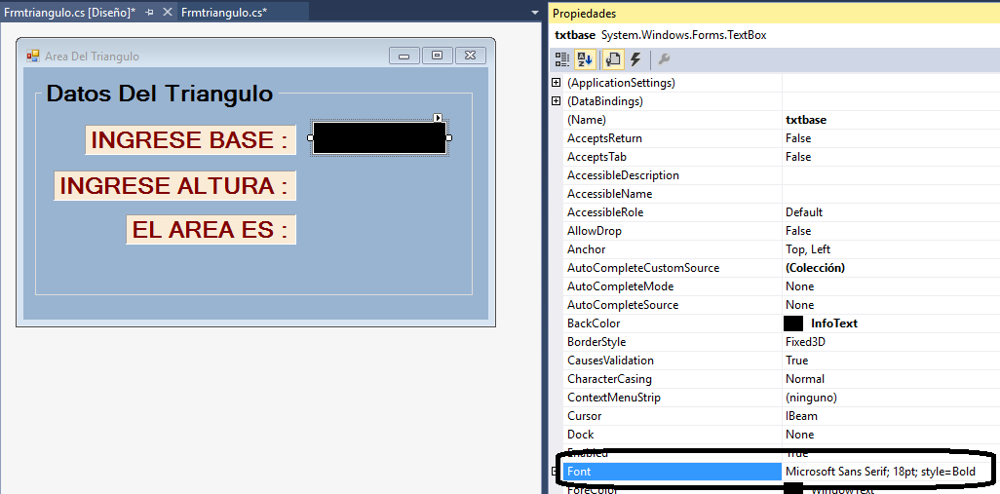 Frmtriangulo.cs [Diseño]*
Frmtriangulo.cs*
Area Del Triangulo
Datos Del Triangulo
INGRESE BASE :
INGRESE ALTURA :
EL AREA ES :
Propiedades
txtbase System.Windows.Forms.TextBox
(ApplicationSettings)
(DataBindings)
(Name) txtbase
AcceptsReturn False
AcceptsTab False
AccessibleDescription
AccessibleName
AccessibleRole Default
AllowDrop False
Anchor Top, Left
AutoCompleteCustomSource (Colección)
AutoCompleteMode None
AutoCompleteSource None
BackColor InfoText
BorderStyle Fixed3D
CausesValidation True
CharacterCasing Normal
ContextMenuStrip (ninguno)
Cursor IBeam
Dock None
Enabled True
Font Microsoft Sans Serif; 18pt; style=Bold
ForeColor WindowText